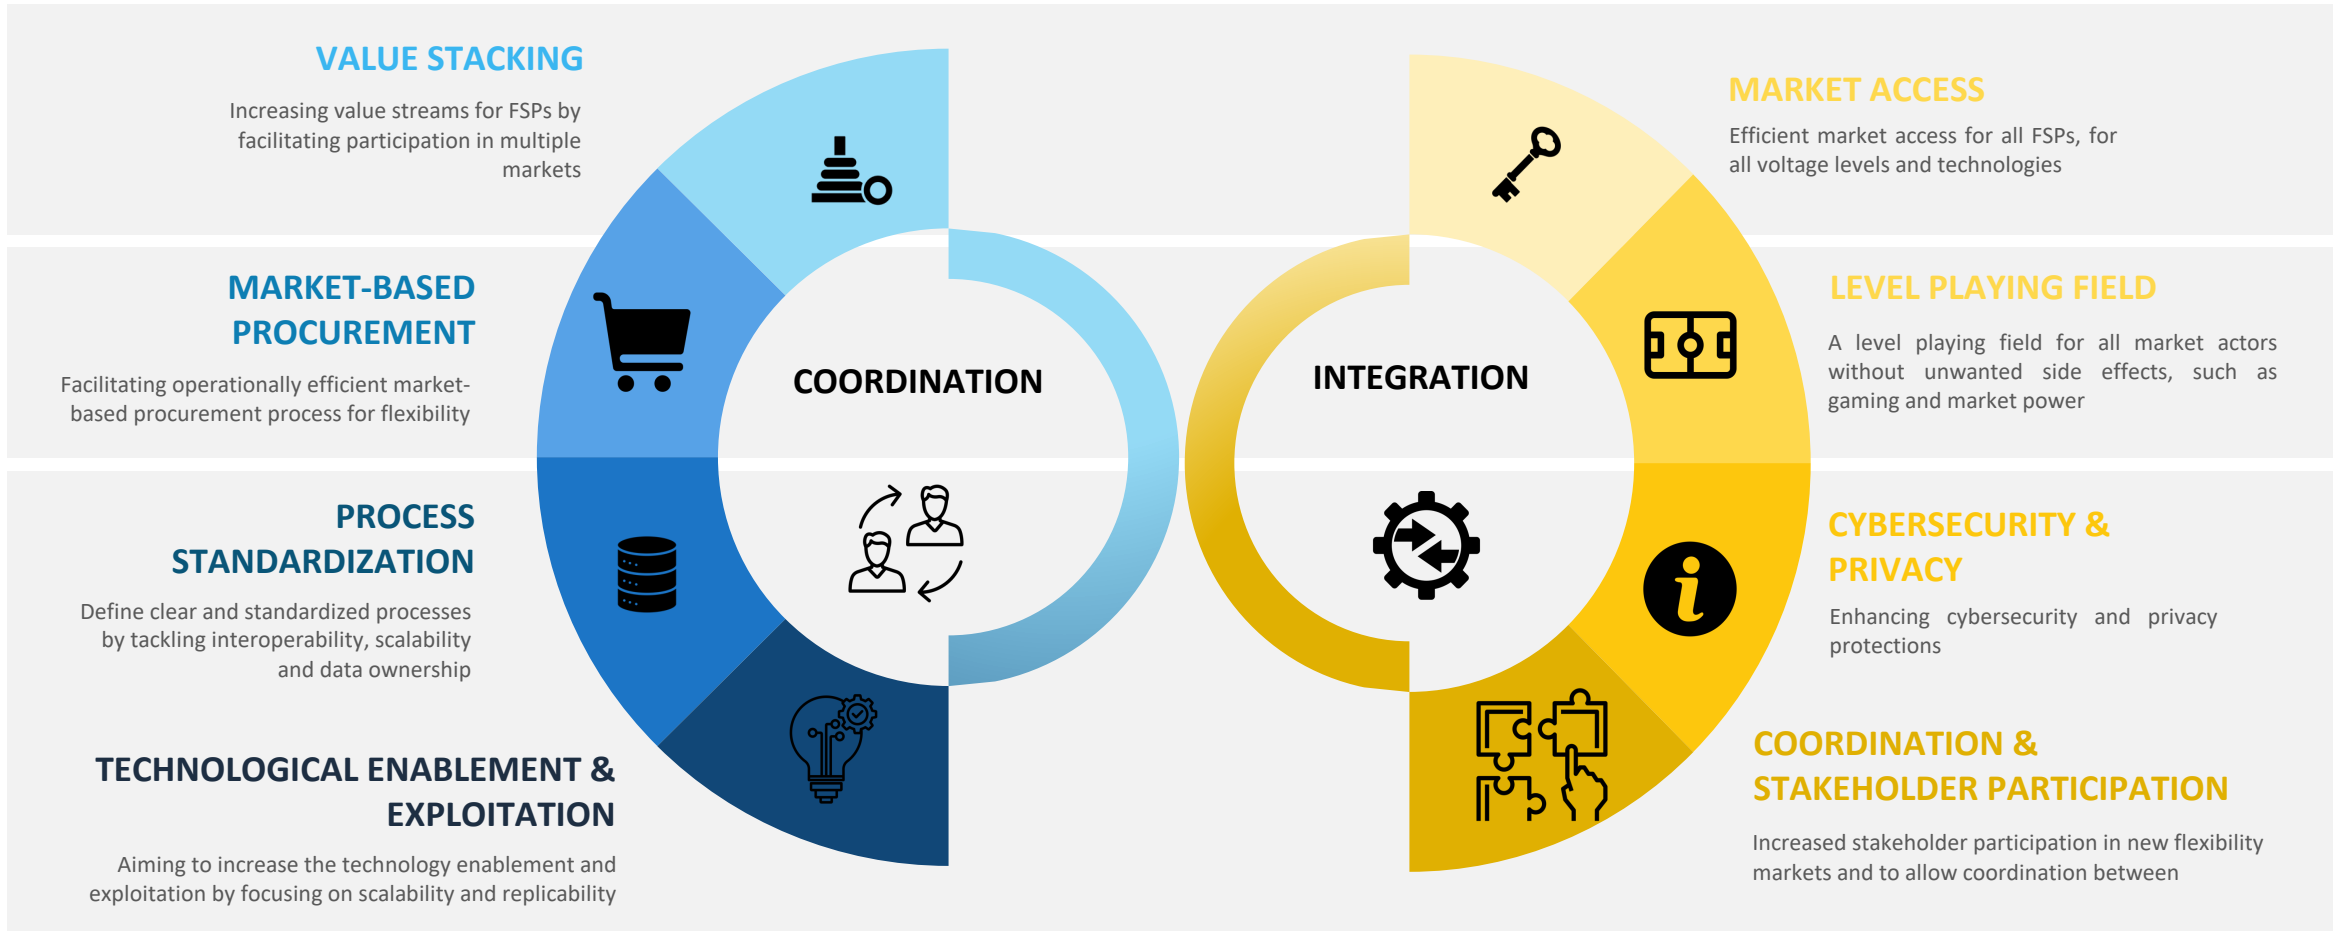 VALUE STACKING
Increasing value streams for FSPs by
facilitating participation in multiple
markets
MARKET-BASED
PROCUREMENT
Facilitating operationally efficient market-
based procurement process for flexibility
PROCESS
STANDARDIZATION
Define clear and standardized processes
by tackling interoperability, scalability
and data ownership
TECHNOLOGICAL ENABLEMENT &
EXPLOITATION
Aiming to increase the technology enablement and
exploitation by focusing on scalability and replicability
COORDINATION
INTEGRATION
MARKET ACCESS
Efficient market access for all FSPs, for
all voltage levels and technologies
LEVEL PLAYING FIELD
A level playing field for all market actors
without unwanted side effects, such as
gaming and market power
CYBERSECURITY &
PRIVACY
Enhancing cybersecurity and privacy
protections
COORDINATION &
STAKEHOLDER PARTICIPATION
Increased stakeholder participation in new flexibility
markets and to allow coordination between